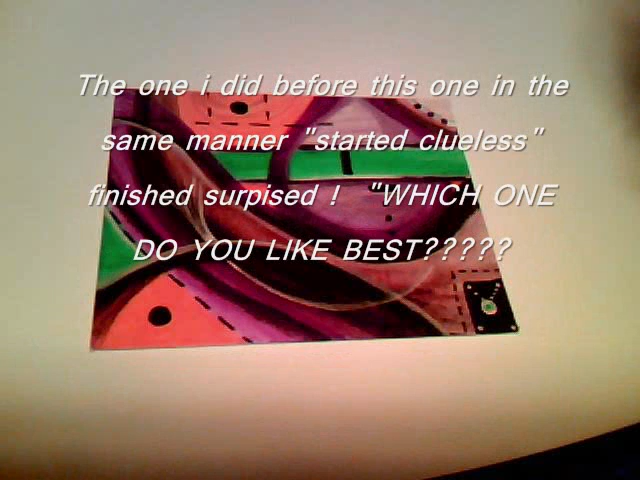 The one i did before this one in the
same manner "started clueless"
finished surpised ! "WHICH ONE
DO YOU LIKE BEST?????